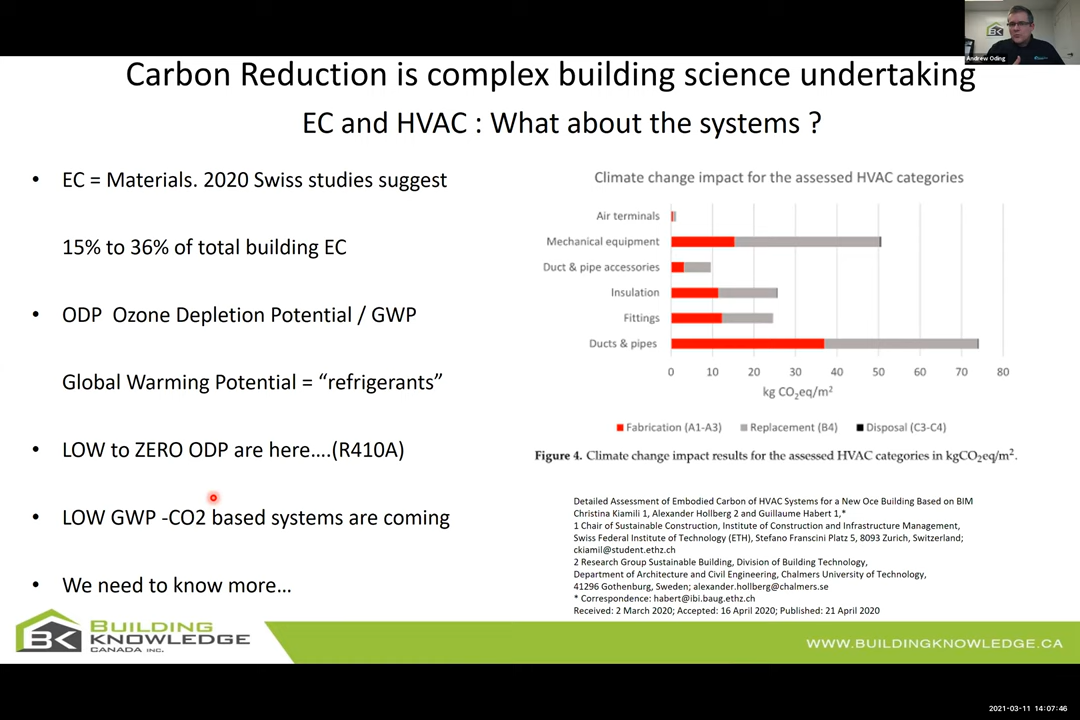 Andrew Oding
Carbon Reduction is complex building science undertaking
EC and HVAC : What about the systems ?
• EC = Materials. 2020 Swiss studies suggest
15% to 36% of total building EC
• ODP Ozone Depletion Potential / GWP
Global Warming Potential = “refrigerants”
• LOW to ZERO ODP are here….(R410A)
• LOW GWP -CO2 based systems are coming
• We need to know more…
Climate change impact for the assessed HVAC categories
Air terminals
Mechanical equipment
Duct & pipe accessories
Insulation
Fittings
Ducts & pipes
0 10 20 30 40 50 60 70 80
kg CO₂eq/m²
Fabrication (A1-A3) Replacement (B4) Disposal (C3-C4)
Figure 4. Climate change impact results for the assessed HVAC categories in kgCO₂eq/m².
Detailed Assessment of Embodied Carbon of HVAC Systems for a New Oce Building Based on BIM
Christina Kiamili 1, Alexander Hollberg 2 and Guillaume Habert 1,*
1 Chair of Sustainable Construction, Institute of Construction and Infrastructure Management,
Swiss Federal Institute of Technology (ETH), Stefano Franscini Platz 5, 8093 Zurich, Switzerland;
ckiamil@student.ethz.ch
2 Research Group Sustainable Building, Division of Building Technology,
Department of Architecture and Civil Engineering, Chalmers University of Technology,
41296 Gothenburg, Sweden; alexander.hollberg@chalmers.se
* Correspondence: habert@ibi.baug.ethz.ch
Received: 2 March 2020; Accepted: 16 April 2020; Published: 21 April 2020
BK
BUILDING
KNOWLEDGE
CANADA INC.
WWW.BUILDINGKNOWLEDGE.CA
2021-03-11 14:07:46